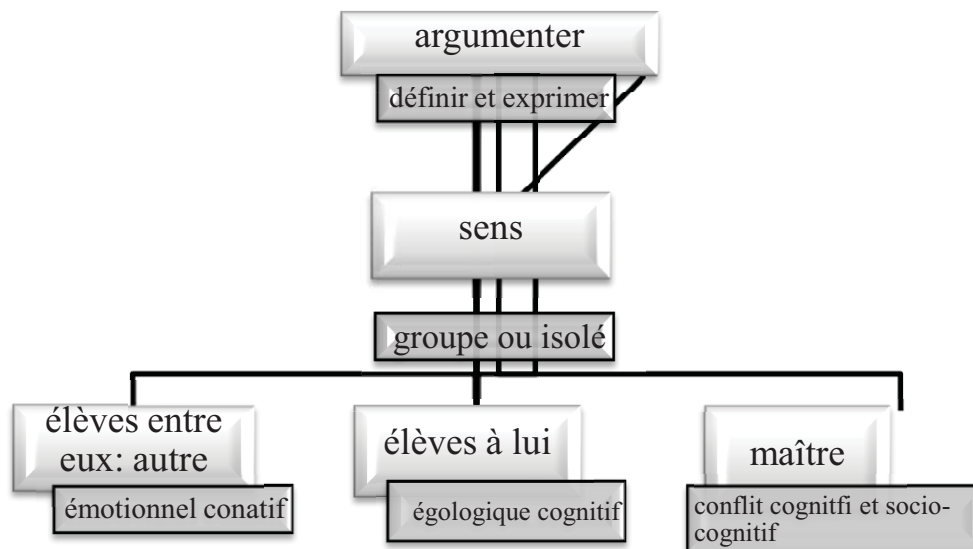 argumenter
définir et exprimer
sens
groupe ou isolé
élèves entre
eux: autre
émotionnel conatif
élèves à lui
égologique cognitif
maître
conflit cognitfi et socio-
cognitif